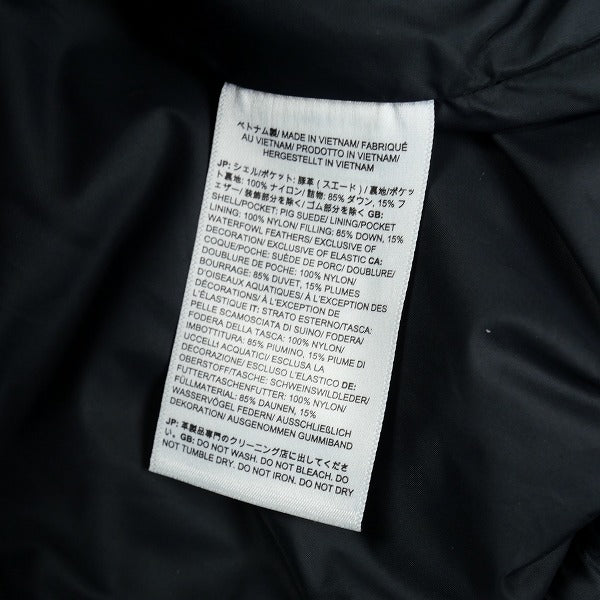 ベトナム製/ MADE IN VIETNAM/ FABRIQUÉ
AU VIETNAM/ PRODOTTO IN VIETNAM/
HERGESTELLT IN VIETNAM
JP: シェル/ポケット: 豚革 (スエード) / 裏地/ポケッ
ト裏地: 100% ナイロン/ 詰物: 85% ダウン, 15% フ
ェザー/ 装飾部分を除く/ ゴム部分を除く GB:
SHELL/POCKET: PIG SUEDE/ LINING/POCKET
LINING: 100% NYLON/ FILLING: 85% DOWN, 15%
WATERFOWL FEATHERS/ EXCLUSIVE OF
DECORATION/ EXCLUSIVE OF ELASTIC CA:
COQUE/POCHE: SUÈDE DE PORC/ DOUBLURE/
DOUBLURE DE POCHE: 100% NYLON/
BOURRAGE: 85% DUVET, 15% PLUMES
D'OISEAUX AQUATIQUES/ À L'EXCEPTION DES
DÉCORATIONS/ À L'EXCEPTION DE
L'ÉLASTIQUE IT: STRATO ESTERNO/TASCA:
PELLE SCAMOSCIATA DI SUINO/ FODERA/
FODERA DELLA TASCA: 100% NYLON/
IMBOTTITURA: 85% PIUMINO, 15% PIUME DI
UCCELLI ACQUATICI/ ESCLUSA LA
DECORAZIONE/ ESCLUSO L'ELASTICO DE:
OBERSTOFF/TASCHE: SCHWEINSWILDLEDER/
FUTTER/TASCHENFUTTER: 100% NYLON/
FÜLLMATERIAL: 85% DAUNEN, 15%
WASSERVÖGEL FEDERN/ AUSSCHLIEßLICH
DEKORATION/ AUSGENOMMEN GUMMIBAND
JP: 革製品専門のクリーニング店に出してくださ
い。GB: DO NOT WASH. DO NOT BLEACH. DO
NOT TUMBLE DRY. DO NOT IRON. DO NOT DRY